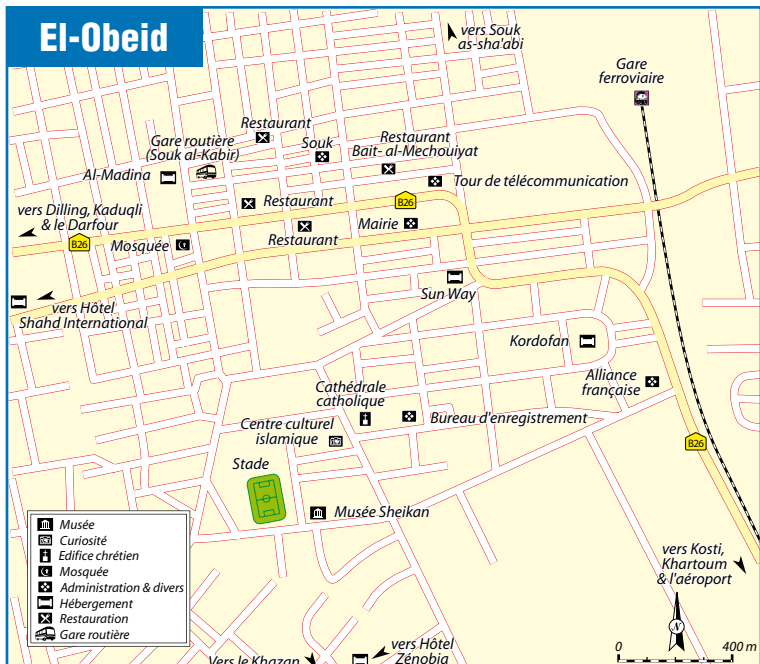 El-Obeid
vers Souk
as-sha'abi
Gare
ferroviaire
Restaurant
Gare routière
(Souk al-Kabir)
Souk
Restaurant
Bait- al-Mechouiyat
Al-Madina
Tour de télécommunication
Restaurant
B26
vers Dilling, Kaduqli
& le Darfour
B26
Mosquée
Restaurant
Mairie
Sun Way
vers Hôtel
Shahd International
Kordofan
Alliance
française
Cathédrale
catholique
Bureau d'enregistrement
Centre culturel
islamique
B26
Stade
Musée Sheikan
Musée
Curiosité
Edifice chrétien
Mosquée
Administration & divers
Hébergement
Restauration
Gare routière
vers Kosti,
Khartoum
& l'aéroport
N
vers Hôtel
Zénobia
Vers le Khazan
0 400 m